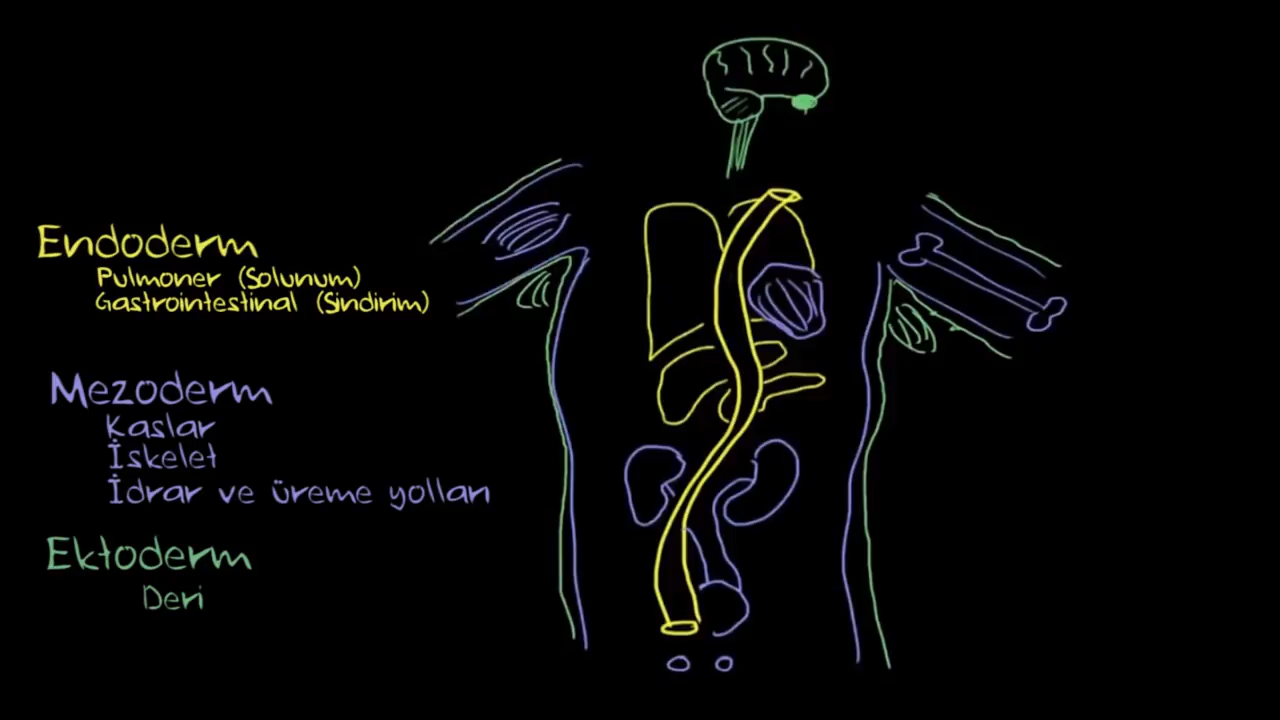 Endoderm
Pulmoner (Solunum)
Gastrointestinal (Sindirim)
Mezoderm
Kaslar
İskelet
İdrar ve üreme yolları
Ektoderm
Deri